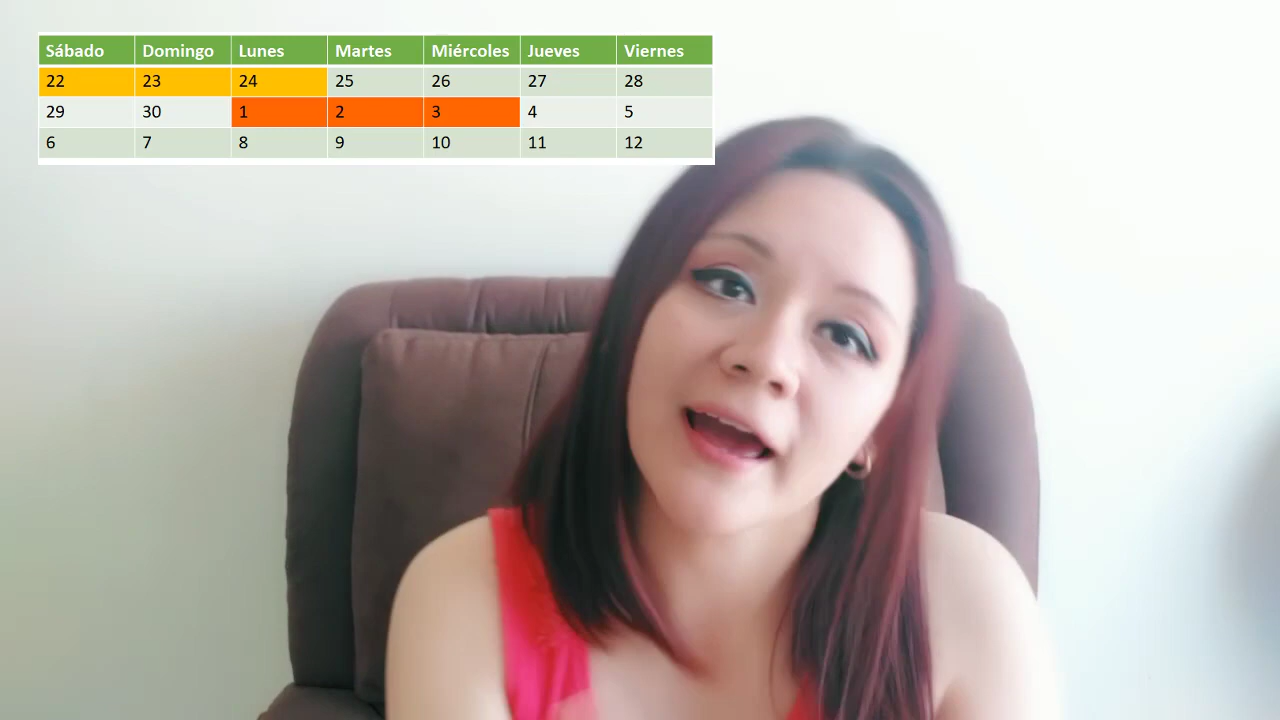 Sábado Domingo Lunes Martes Miércoles Jueves Viernes
22 23 24 25 26 27 28
29 30 1 2 3 4 5
6 7 8 9 10 11 12